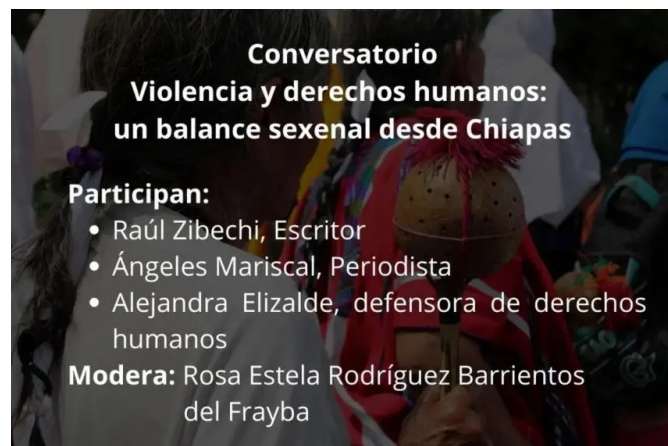 Conversatorio
Violencia y derechos humanos:
un balance sexenal desde Chiapas
Participan:
• Raúl Zibechi, Escritor
• Ángeles Mariscal, Periodista
• Alejandra Elizalde, defensora de derechos
humanos
Modera: Rosa Estela Rodríguez Barrientos
del Frayba